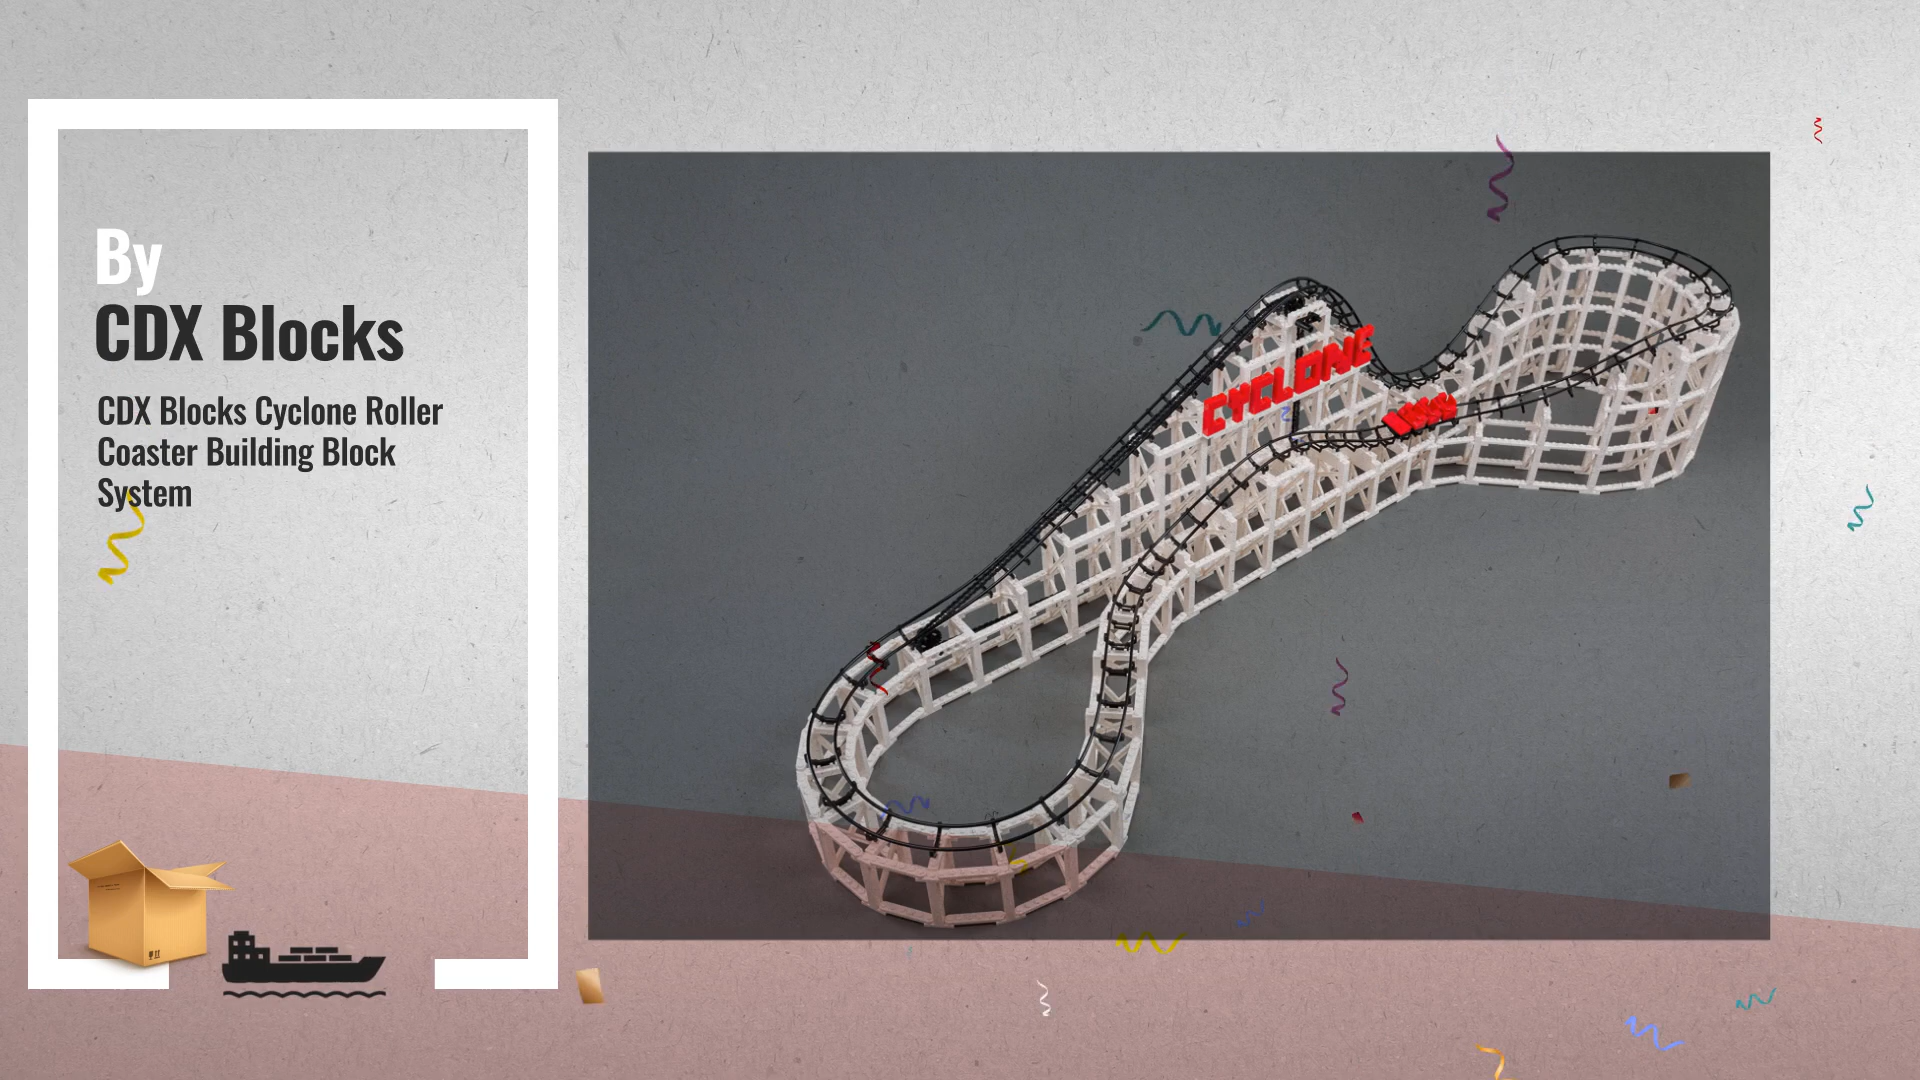 By
CDX Blocks
CDX Blocks Cyclone Roller
Coaster Building Block
System
CYCLONE